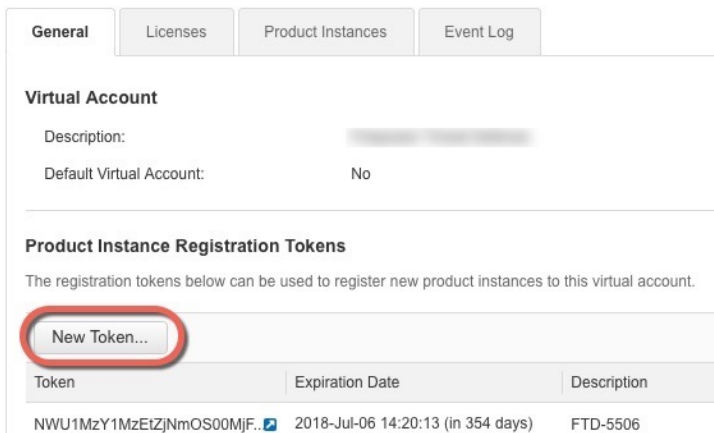 General Licenses Product Instances Event Log
Virtual Account
Description:
Default Virtual Account: No
Product Instance Registration Tokens
The registration tokens below can be used to register new product instances to this virtual account.
New Token...
Token Expiration Date Description
NWU1MzY1MzEtZjNmOS00MjF.. 2018-Jul-06 14:20:13 (in 354 days) FTD-5506